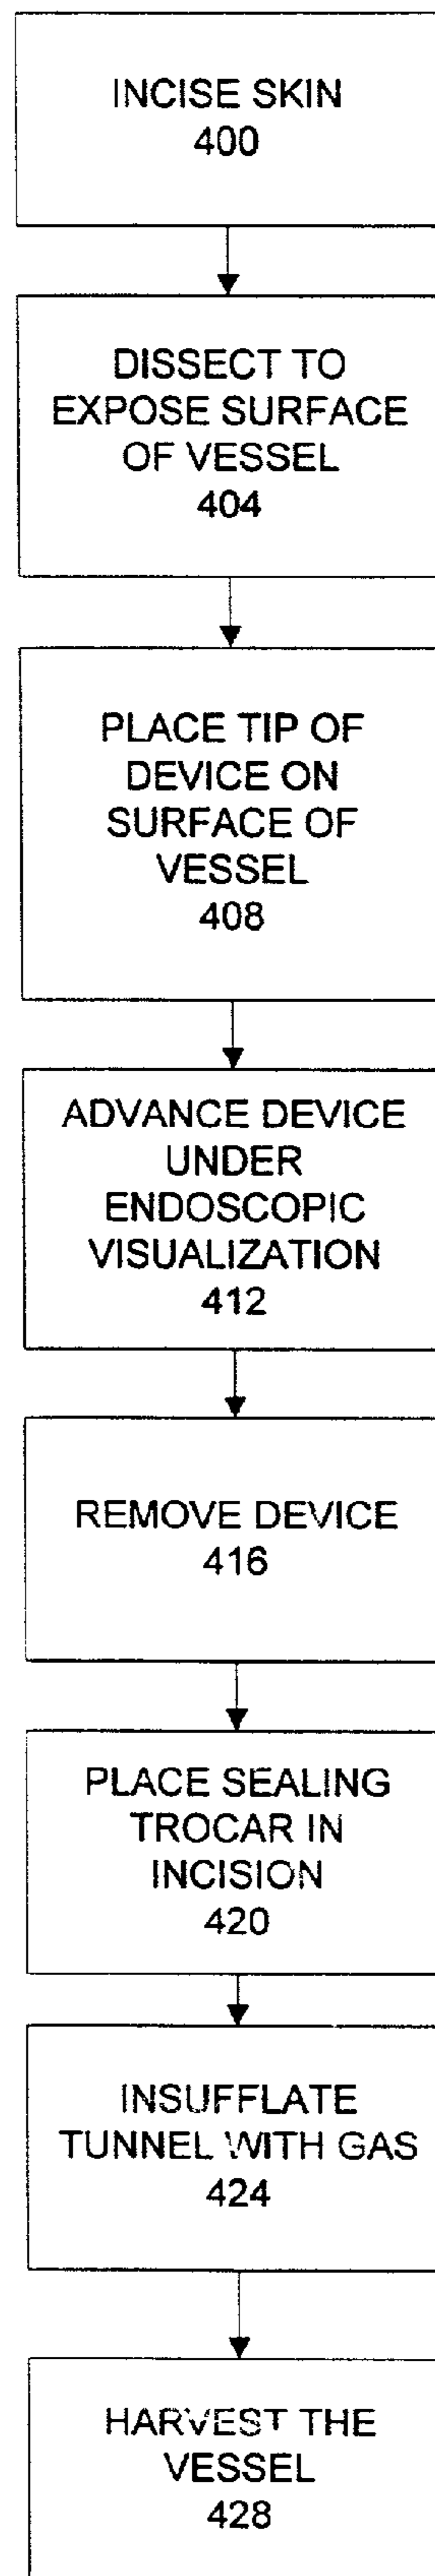 INCISE SKIN
400
DISSECT TO
EXPOSE SURFACE
OF VESSEL
404
PLACE TIP OF
DEVICE ON
SURFACE OF
VESSEL
408
ADVANCE DEVICE
UNDER
ENDOSCOPIC
VISUALIZATION
412
REMOVE DEVICE
416
PLACE SEALING
TROCAR IN
INCISION
420
INSUFFLATE
TUNNEL WITH GAS
424
HARVEST THE
VESSEL
428